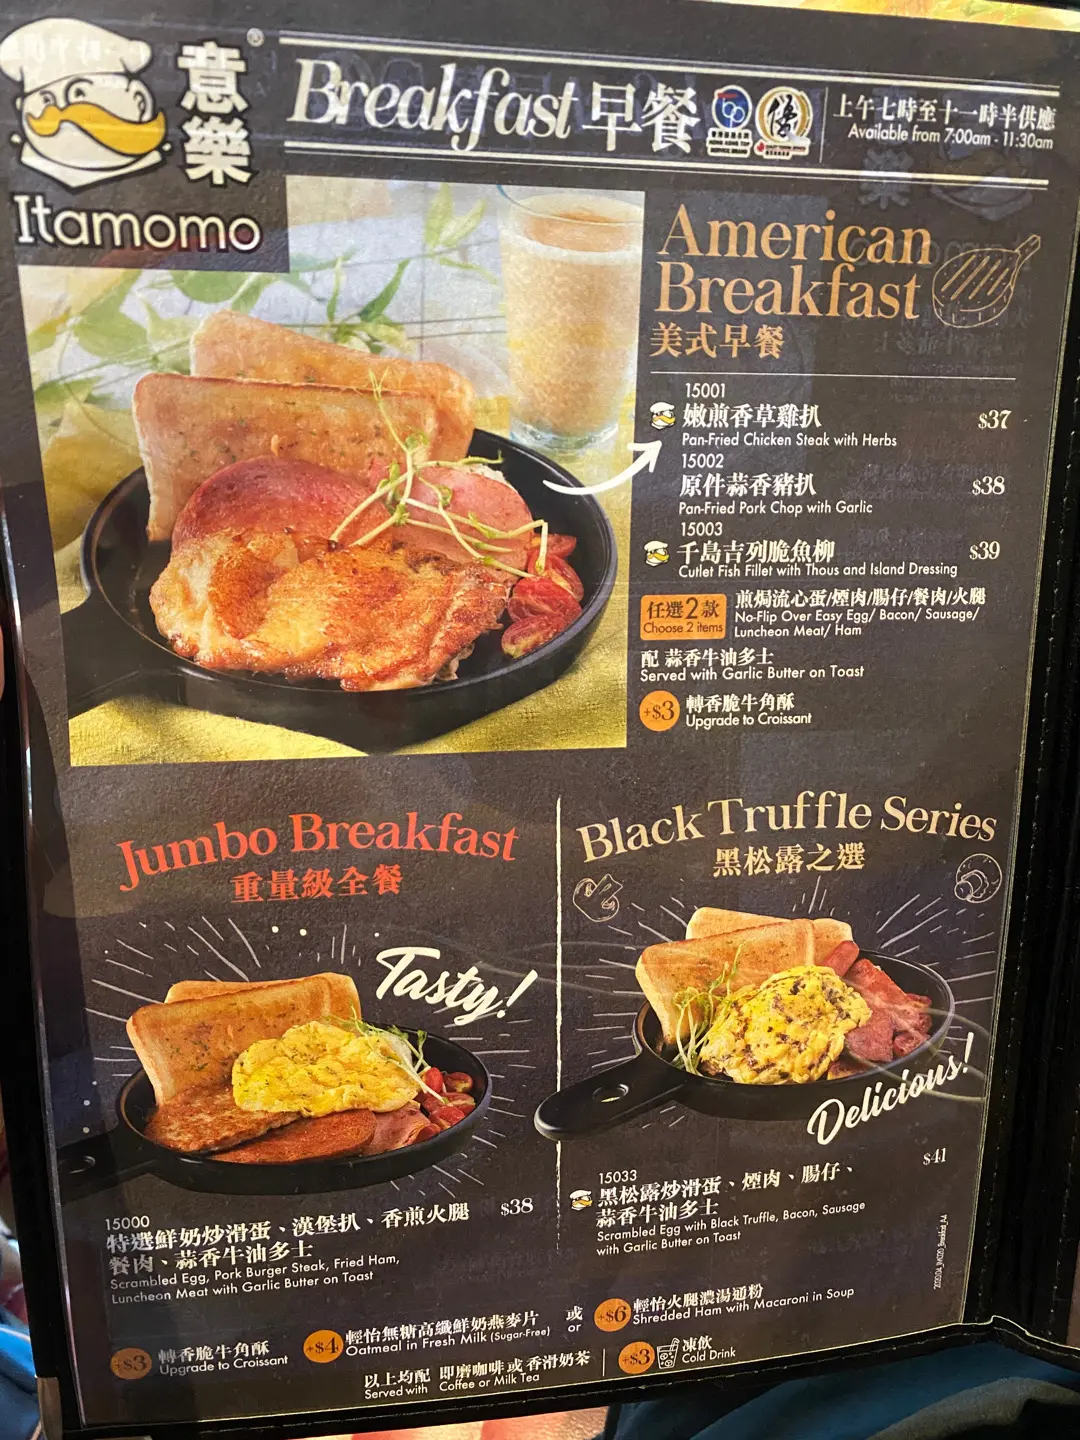 意樂
®
Itamomo
Breakfast 早餐
上午七時至十一時半供應
Available from 7:00am - 11:30am
American
Breakfast
美式早餐
15001
嫩煎香草雞扒 $37
Pan-Fried Chicken Steak with Herbs
15002
原件蒜香豬扒 $38
Pan-Fried Pork Chop with Garlic
15003
千島吉列脆魚柳 $39
Cutlet Fish Fillet with Thous and Island Dressing
任選2款
Choose 2 items
煎焗流心蛋/煙肉/腸仔/餐肉/火腿
No-Flip Over Easy Egg/ Bacon/ Sausage/
Luncheon Meat/ Ham
配 蒜香牛油多士
Served with Garlic Butter on Toast
+$3 轉香脆牛角酥
Upgrade to Croissant
Jumbo Breakfast
重量級全餐
Tasty!
15000
特選鮮奶炒滑蛋、漢堡扒、香煎火腿 $38
餐肉、蒜香牛油多士
Scrambled Egg, Pork Burger Steak, Fried Ham,
Luncheon Meat with Garlic Butter on Toast
Black Truffle Series
黑松露之選
Delicious!
15033
黑松露炒滑蛋、煙肉、腸仔、 $41
蒜香牛油多士
Scrambled Egg with Black Truffle, Bacon, Sausage
with Garlic Butter on Toast
+$3 轉香脆牛角酥
Upgrade to Croissant
+$4 輕怡無糖高纖鮮奶燕麥片
Oatmeal in Fresh Milk (Sugar-Free)
或
or
+$6 輕怡火腿濃湯通粉
Shredded Ham with Macaroni in Soup
以上均配 即磨咖啡或香滑奶茶
Served with Coffee or Milk Tea
+$3 凍飲
Cold Drink